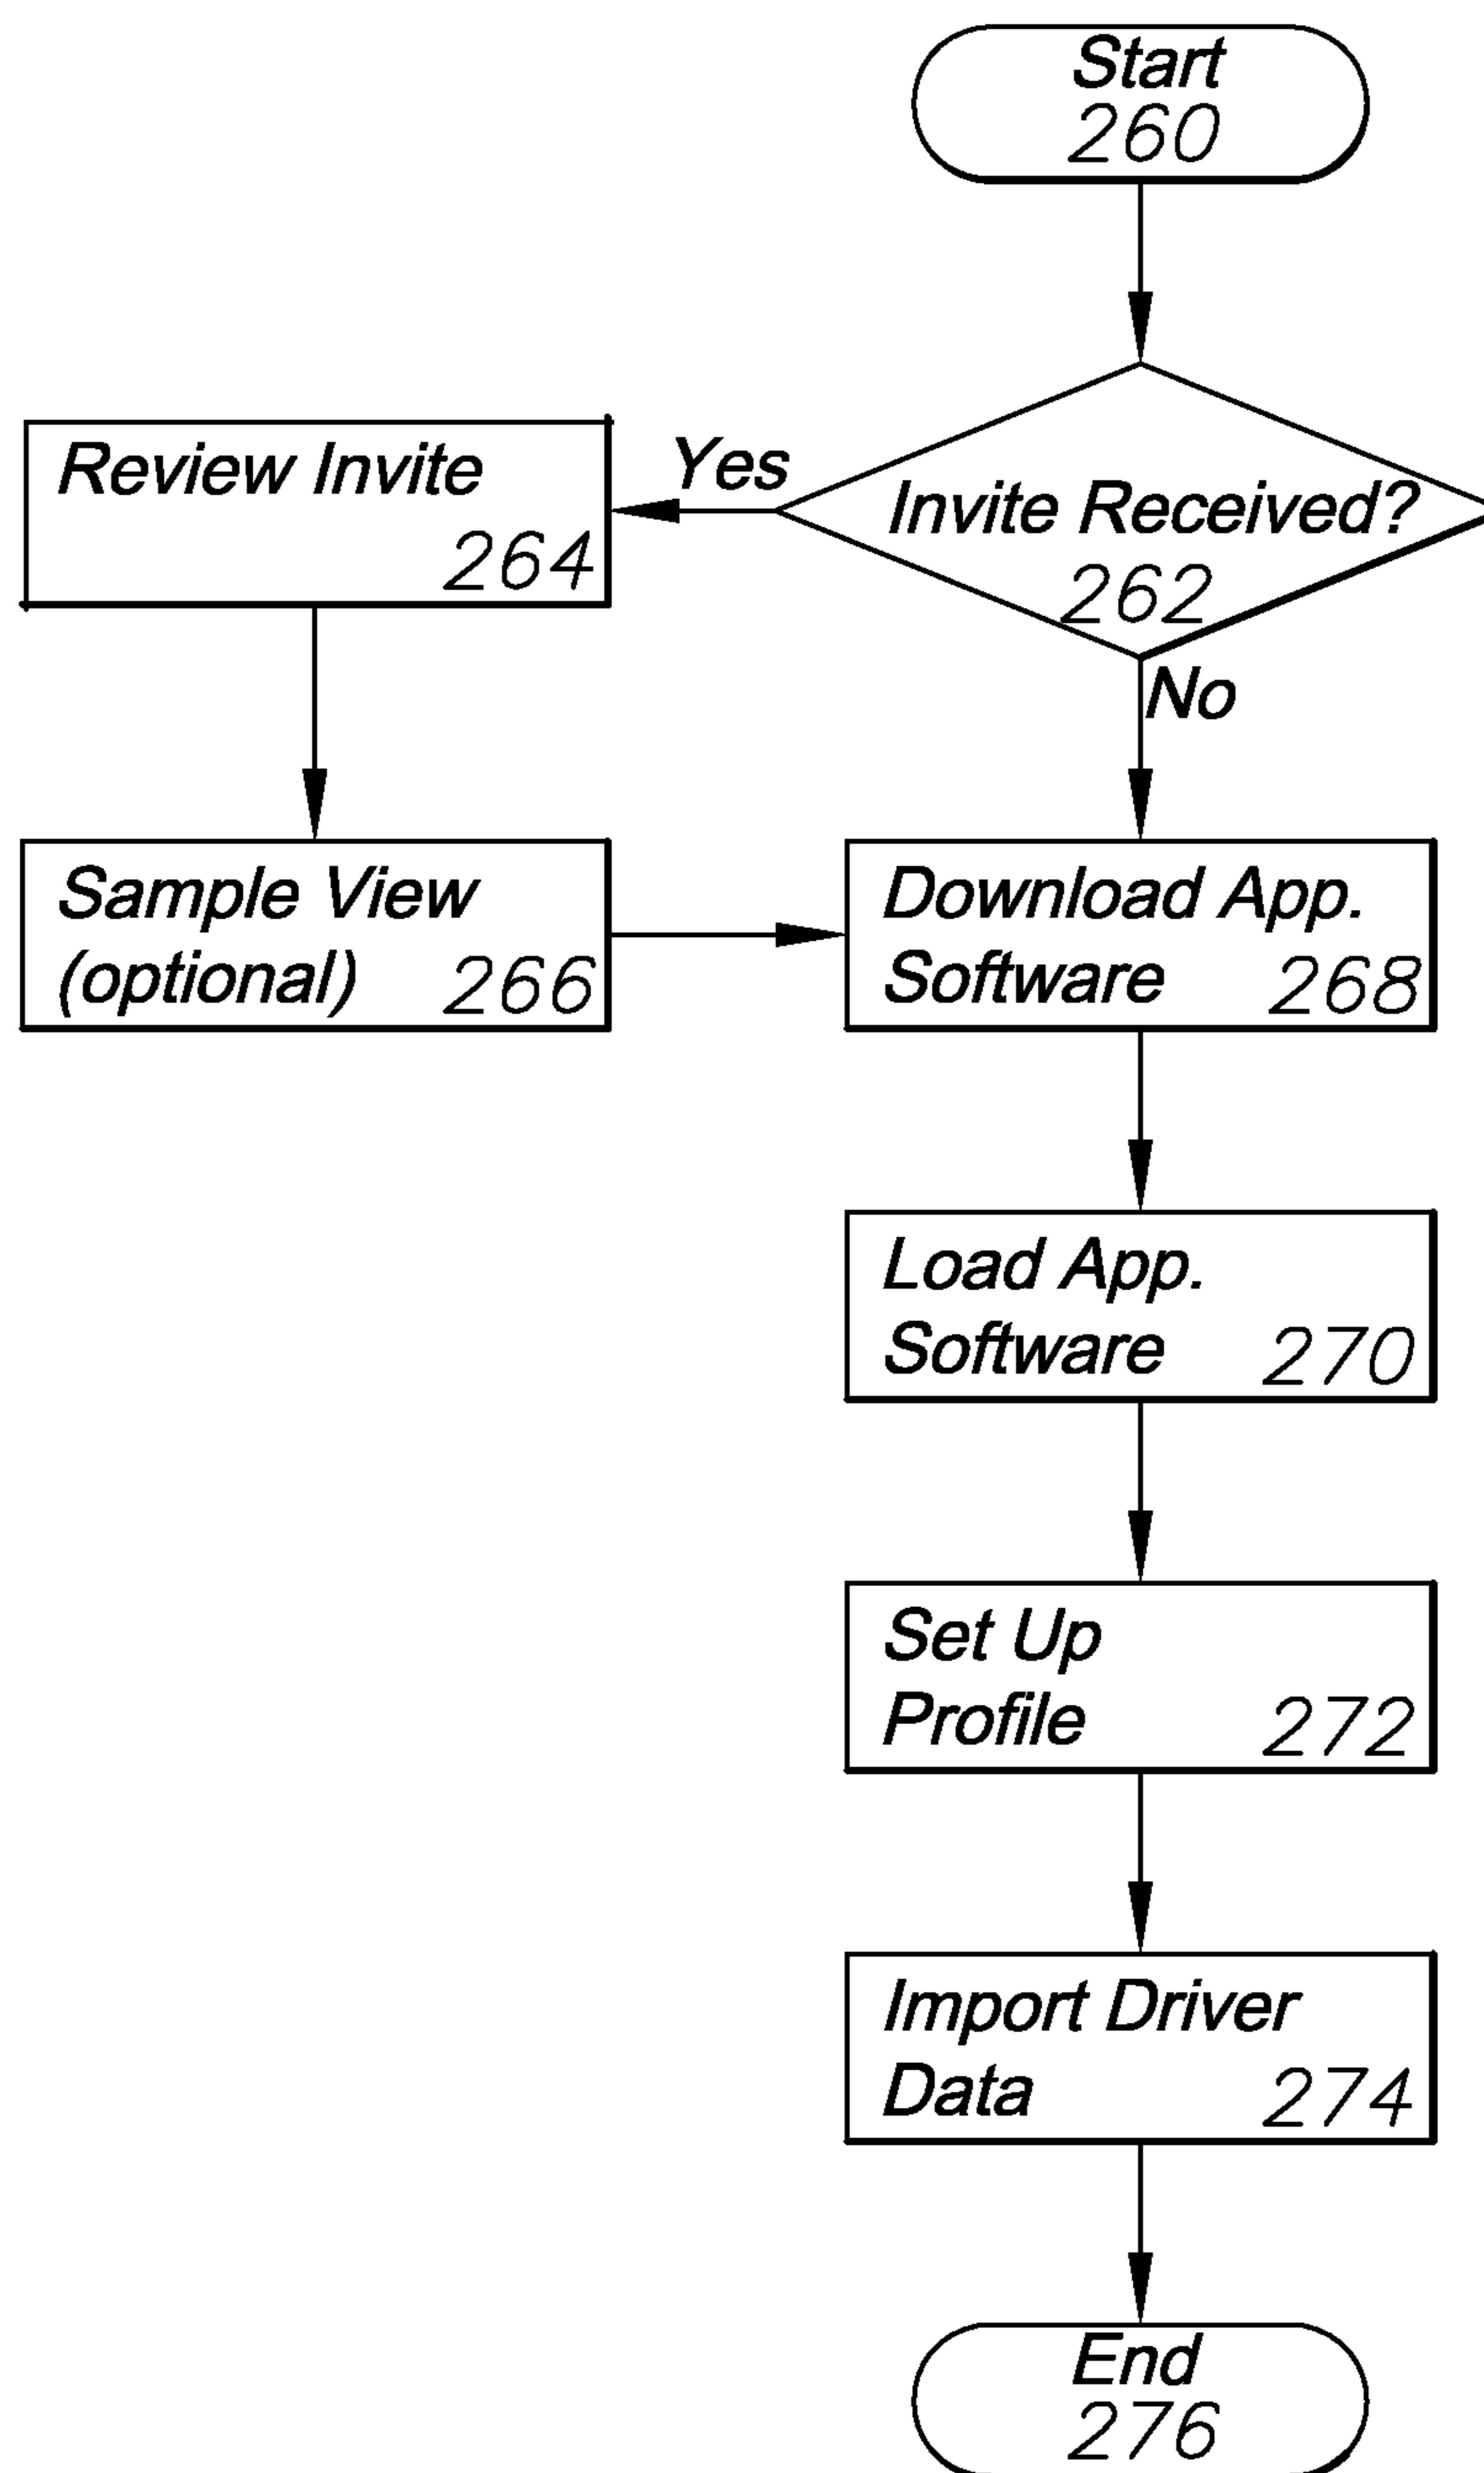 Start
260
Invite Received?
262
Yes
No
Review Invite
264
Sample View
(optional) 266
Download App.
Software 268
Load App.
Software 270
Set Up
Profile 272
Import Driver
Data 274
End
276